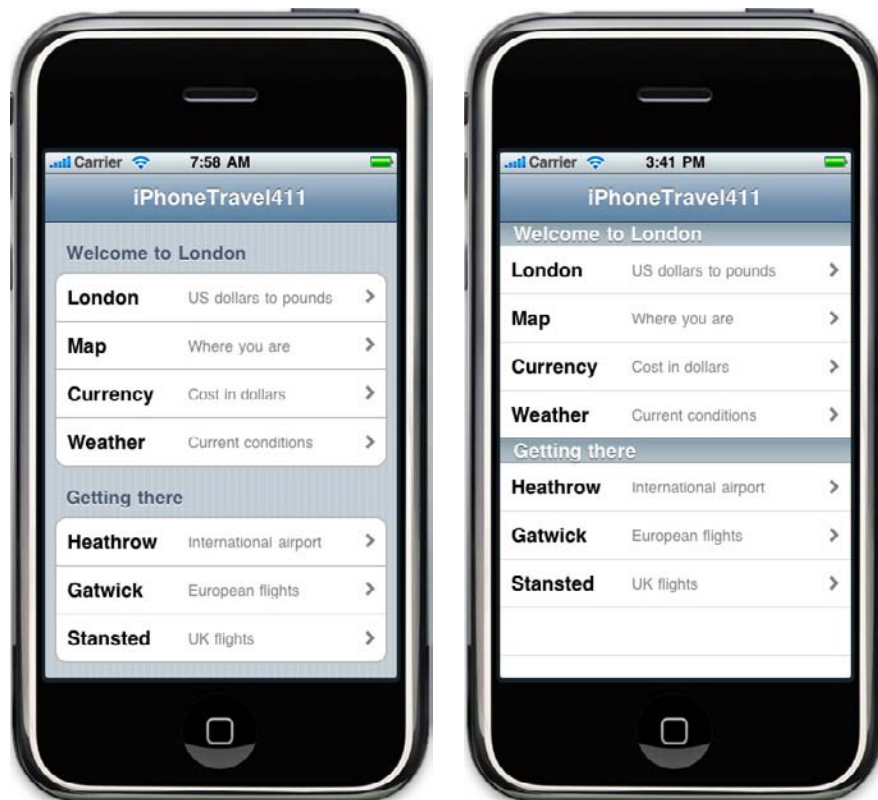 Carrier 7:58 AM
iPhoneTravel411
Welcome to London
London US dollars to pounds
Map Where you are
Currency Cost in dollars
Weather Current conditions
Getting there
Heathrow International airport
Gatwick European flights
Stansted UK flights
Carrier 3:41 PM
iPhoneTravel411
Welcome to London
London US dollars to pounds
Map Where you are
Currency Cost in dollars
Weather Current conditions
Getting there
Heathrow International airport
Gatwick European flights
Stansted UK flights